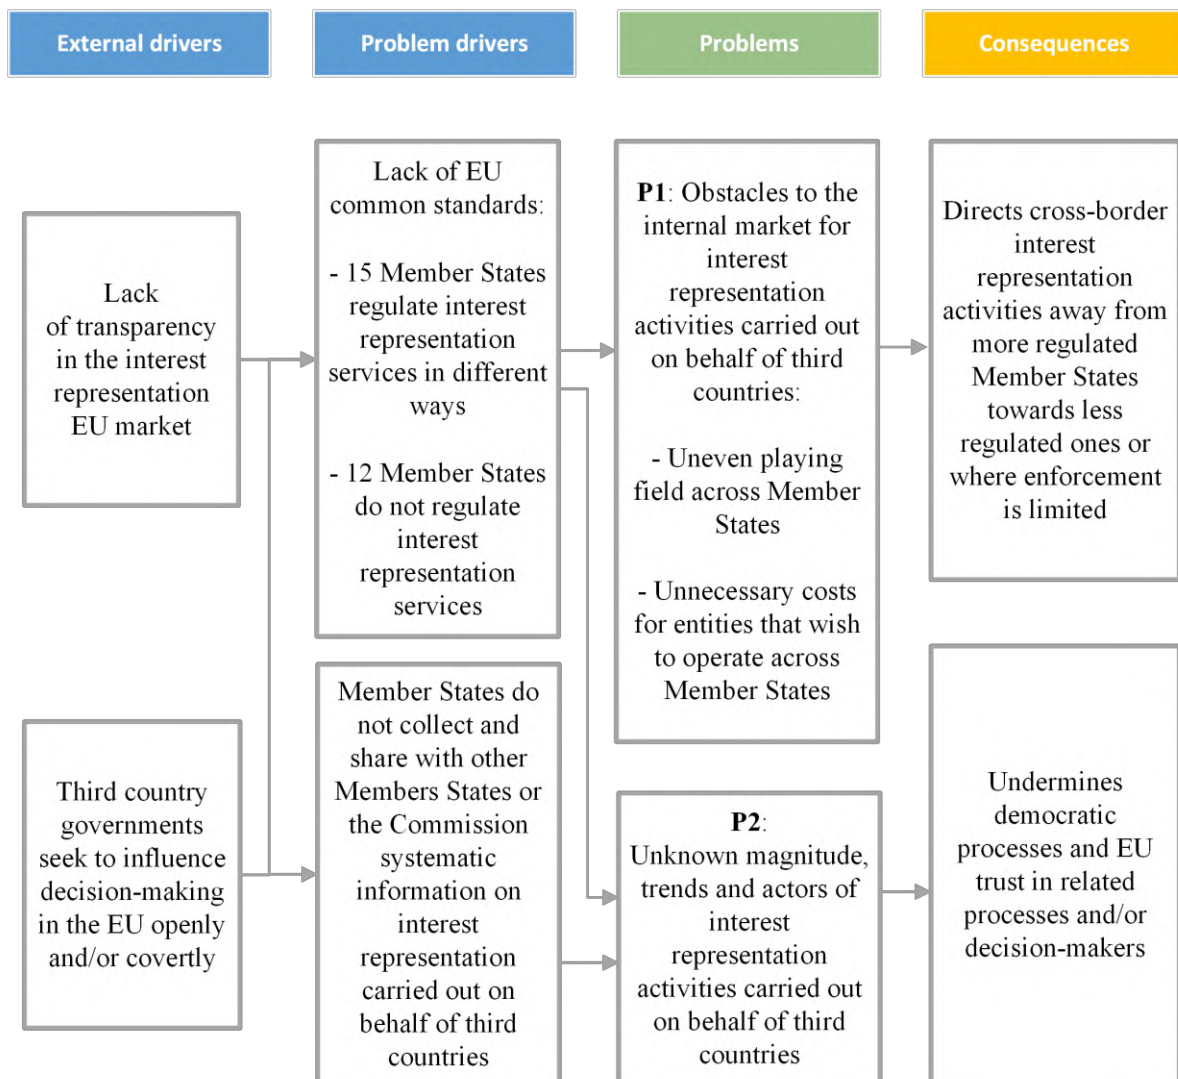 External drivers
Problem drivers
Problems
Consequences
Lack
of transparency
in the interest
representation
EU market
Third country
governments
seek to influence
decision-making
in the EU openly
and/or covertly
Lack of EU
common standards:
- 15 Member States
regulate interest
representation
services in different
ways
- 12 Member States
do not regulate
interest
representation
services
Member States do
not collect and
share with other
Members States or
the Commission
systematic
information on
interest
representation
carried out on
behalf of third
countries
P1: Obstacles to the
internal market for
interest
representation
activities carried out
on behalf of third
countries:
- Uneven playing
field across Member
States
- Unnecessary costs
for entities that wish
to operate across
Member States
P2:
Unknown magnitude,
trends and actors of
interest
representation
activities carried out
on behalf of third
countries
Directs cross-border
interest
representation
activities away from
more regulated
Member States
towards less
regulated ones or
where enforcement
is limited
Undermines
democratic
processes and EU
trust in related
processes and/or
decision-makers